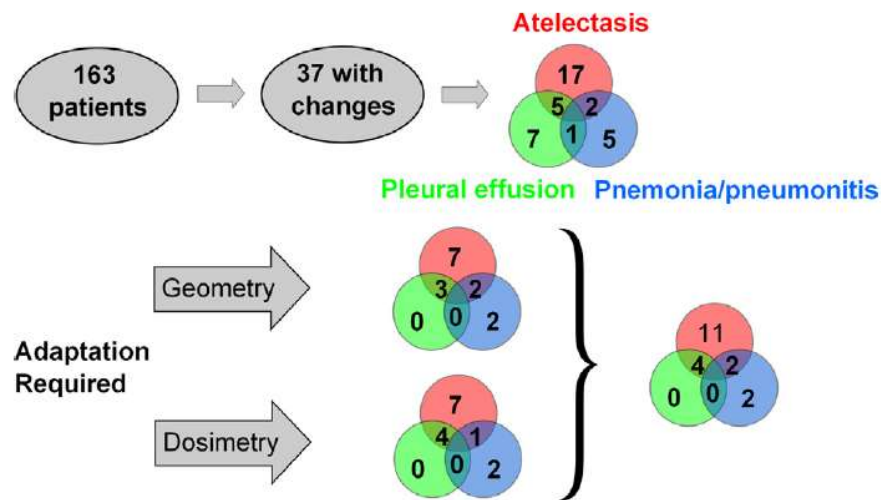 Atelectasis
163
patients
37 with
changes
17
5 2
7 1 5
Pleural effusion Pnemonia/pneumonitis
Geometry
7
3 2
0 0 2
Adaptation
Required
11
4 2
0 0 2
Dosimetry
7
4 1
0 0 2